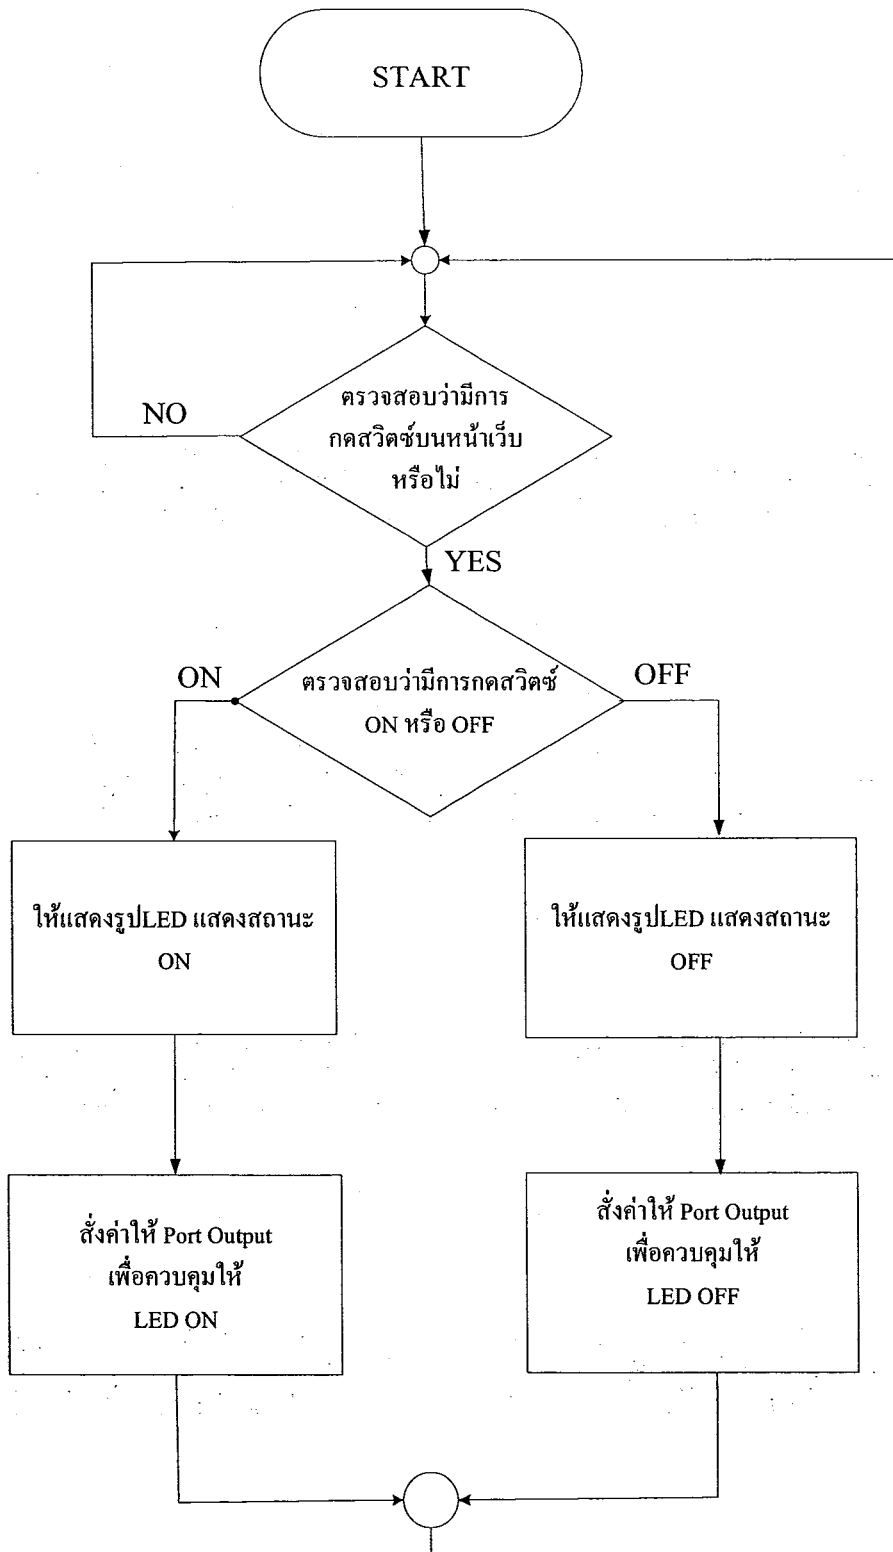 START
ตรวจสอบว่ามีการ
กดสวิตซ์บนหน้าเว็บ
หรือไม่
NO
YES
ตรวจสอบว่ามีการกดสวิตซ์
ON หรือ OFF
ON
OFF
ให้แสดงรูปLED แสดงสถานะ
ON
ให้แสดงรูปLED แสดงสถานะ
OFF
สั่งค่าให้ Port Output
เพื่อควบคุมให้
LED ON
สั่งค่าให้ Port Output
เพื่อควบคุมให้
LED OFF